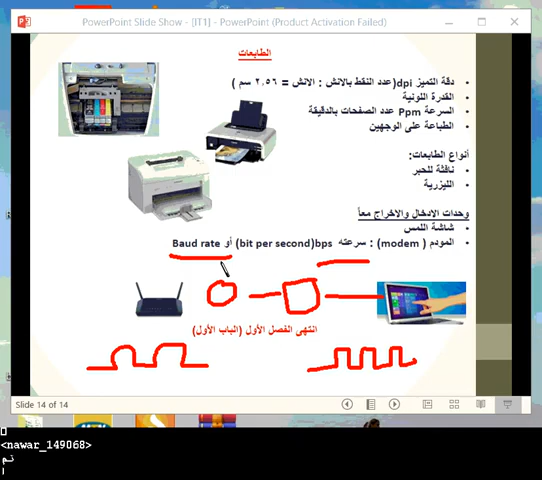 PowerPoint Slide Show - [IT1] - PowerPoint (Product Activation Failed)
الطابعات
دقة التميز dpi(عدد النقط بالانش : الانش = ٢,٥٦ سم )
القدرة اللونية
السرعة Ppm عدد الصفحات بالدقيقة
الطباعة على الوجهين
أنواع الطابعات:
نافثة للحبر
الليزرية
وحدات الادخال والاخراج معاً
شاشة اللمس
المودم ( modem) : سرعته bps(bit per second) أو Baud rate
انتهى الفصل الأول (الباب الأول)
Slide 14 of 14
<nawar_149068>
نم
ا